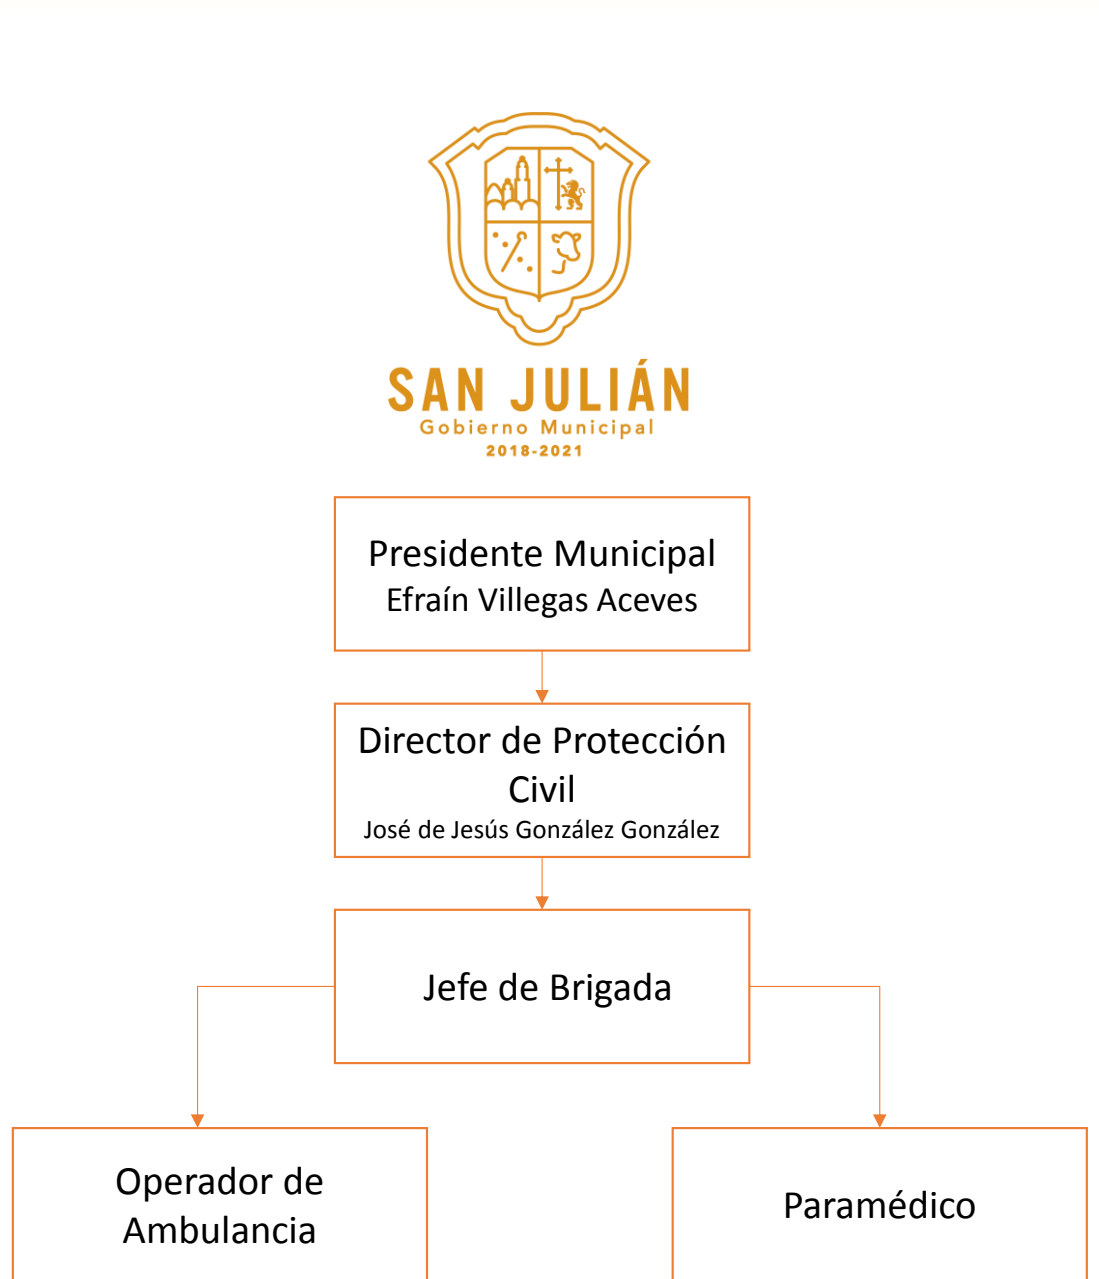 SAN JULIÁN
Gobierno Municipal
2018-2021
Presidente Municipal
Efraín Villegas Aceves
Director de Protección
Civil
José de Jesús González González
Jefe de Brigada
Operador de
Ambulancia
Paramédico